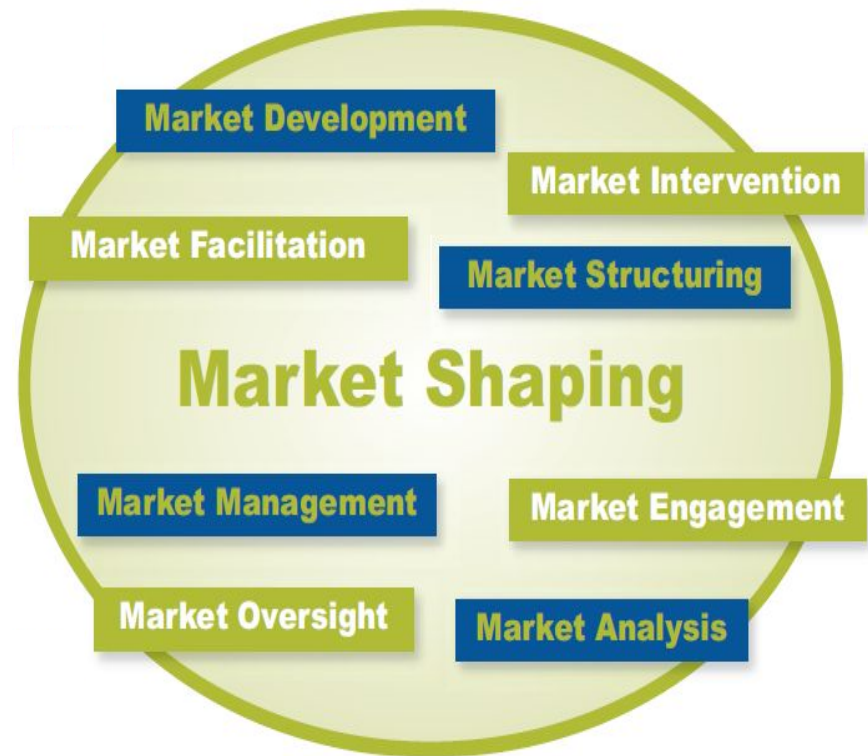 Market Development
Market Intervention
Market Facilitation
Market Structuring
Market Shaping
Market Management
Market Engagement
Market Oversight
Market Analysis